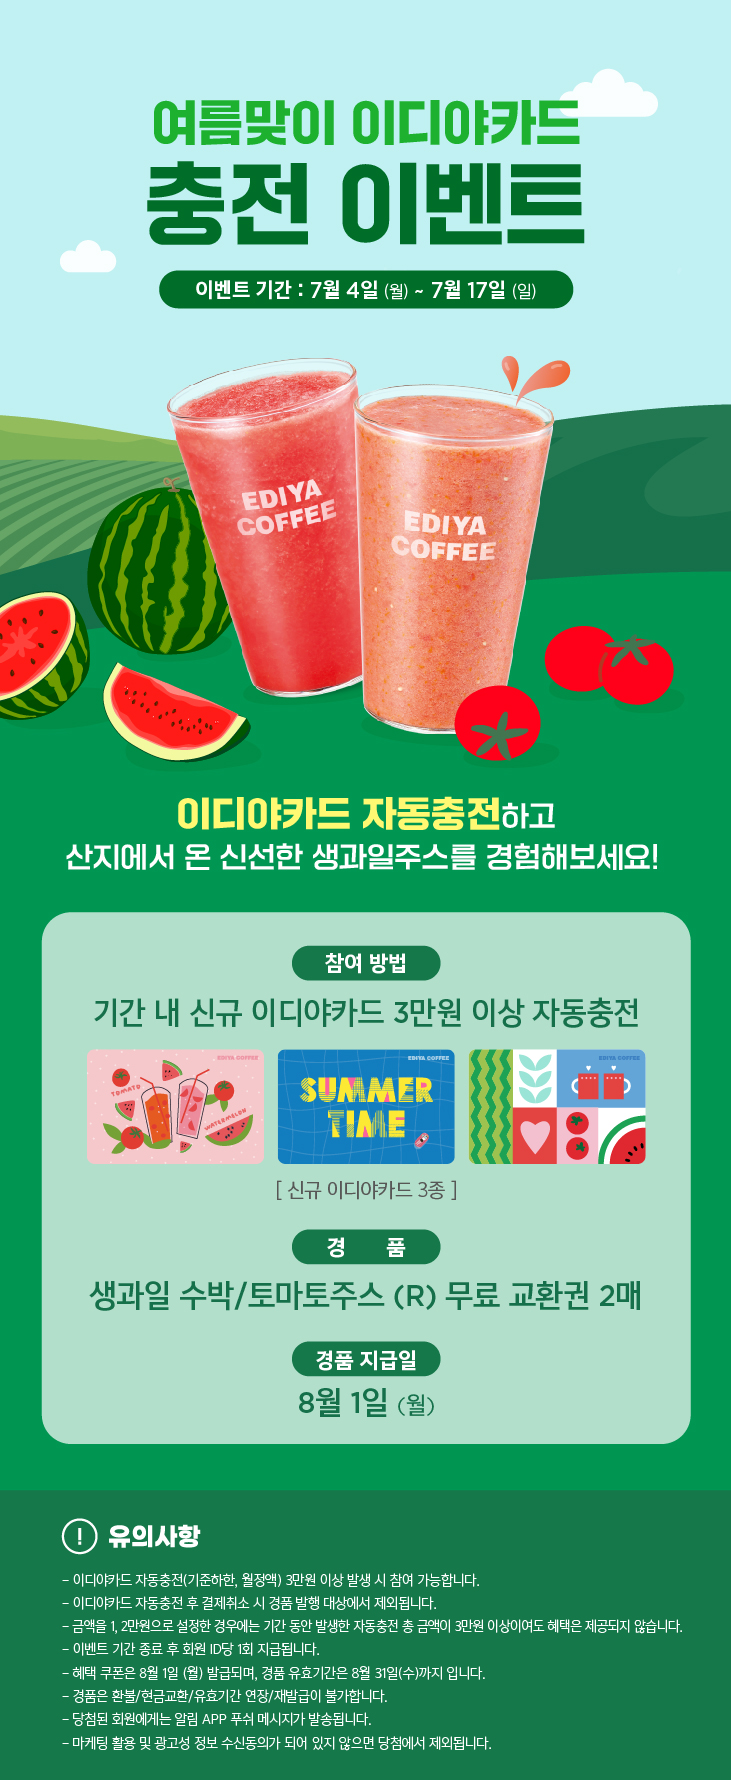 여름맞이 이디야카드
충전 이벤트
이벤트 기간 : 7월 4일 (월) ~ 7월 17일 (일)
EDIYA
COFFEE
EDIYA
COFFEE
이디야카드 자동충전하고
산지에서 온 신선한 생과일주스를 경험해보세요!
참여 방법
기간 내 신규 이디야카드 3만원 이상 자동충전
EDIYA COFFEE
TOMATO
WATERMELON
EDIYA COFFEE
SUMMER
TIME
EDIYA COFFEE
[ 신규 이디야카드 3종 ]
경 품
생과일 수박/토마토주스 (R) 무료 교환권 2매
경품 지급일
8월 1일 (월)
! 유의사항
- 이디야카드 자동충전(기준하한, 월정액) 3만원 이상 발생 시 참여 가능합니다.
- 이디야카드 자동충전 후 결제취소 시 경품 발행 대상에서 제외됩니다.
- 금액을 1, 2만원으로 설정한 경우에는 기간 동안 발생한 자동충전 총 금액이 3만원 이상이여도 혜택은 제공되지 않습니다.
- 이벤트 기간 종료 후 회원 ID당 1회 지급됩니다.
- 혜택 쿠폰은 8월 1일 (월) 발급되며, 경품 유효기간은 8월 31일(수)까지 입니다.
- 경품은 환불/현금교환/유효기간 연장/재발급이 불가합니다.
- 당첨된 회원에게는 알림 APP 푸쉬 메시지가 발송됩니다.
- 마케팅 활용 및 광고성 정보 수신동의가 되어 있지 않으면 당첨에서 제외됩니다.